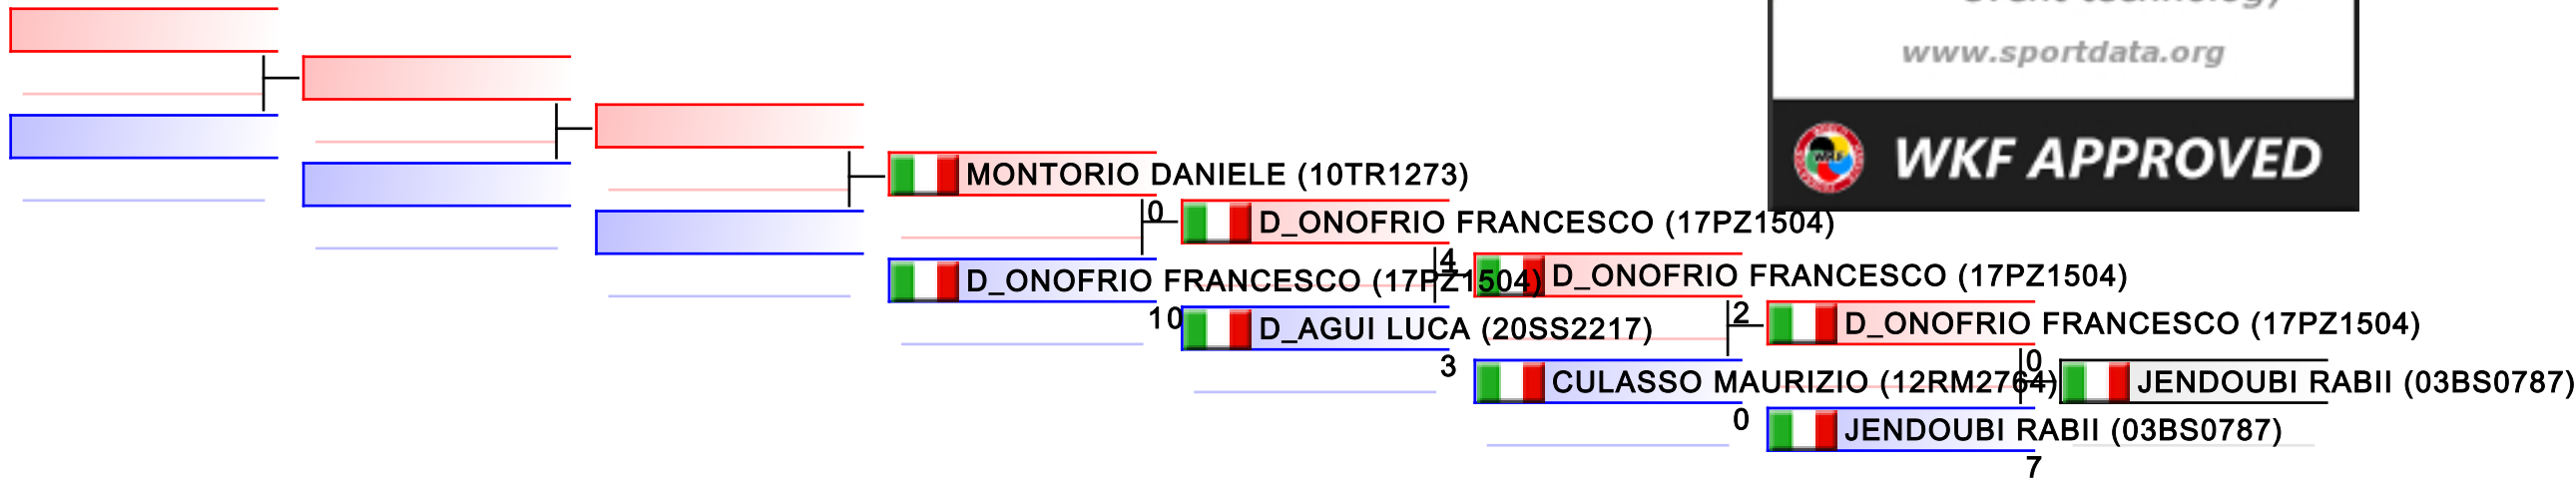 www.sportdata.org
WKF APPROVED
MONTORIO DANIELE (10TR1273)
0
D_ONOFRIO FRANCESCO (17PZ1504)
4
D_ONOFRIO FRANCESCO (17PZ1504)
D_ONOFRIO FRANCESCO (17PZ1504)
10
D_AGUI LUCA (20SS2217)
2
D_ONOFRIO FRANCESCO (17PZ1504)
3
0
CULASSO MAURIZIO (12RM2764)
JENDOUBI RABII (03BS0787)
0
JENDOUBI RABII (03BS0787)
7